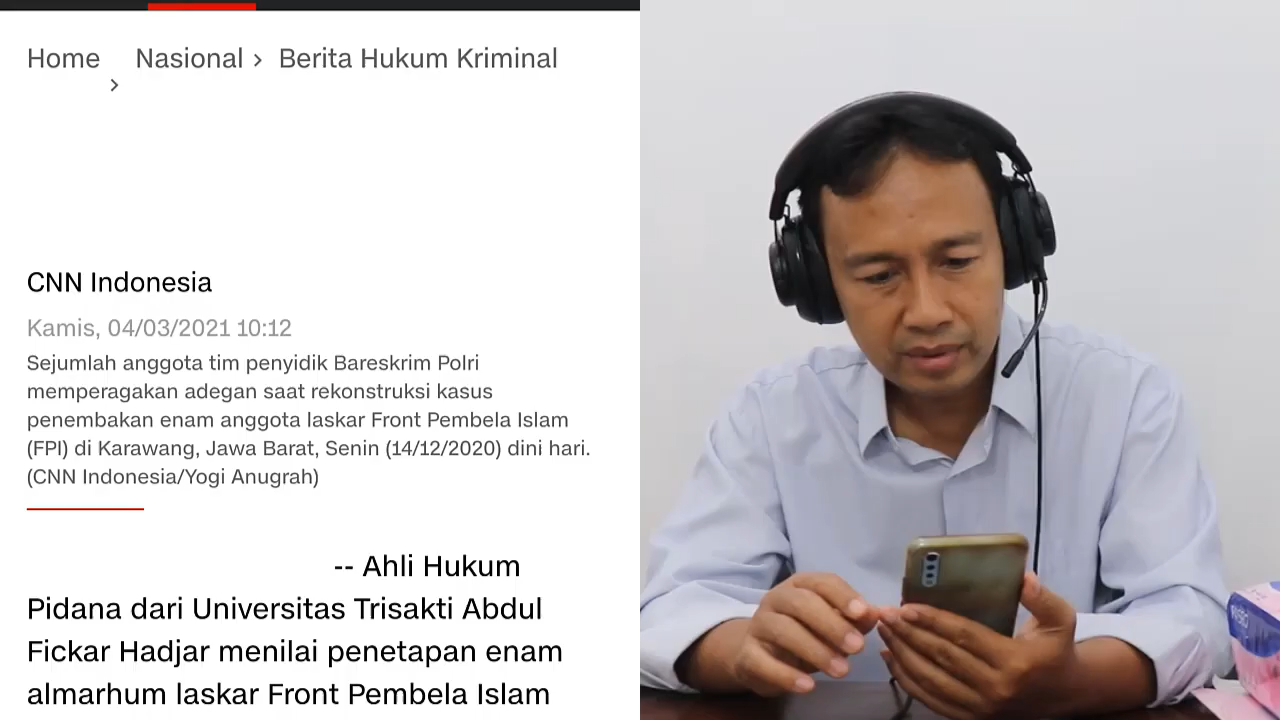 Home > Nasional > Berita Hukum Kriminal
CNN Indonesia
Kamis, 04/03/2021 10:12
Sejumlah anggota tim penyidik Bareskrim Polri
memperagakan adegan saat rekonstruksi kasus
penembakan enam anggota laskar Front Pembela Islam
(FPI) di Karawang, Jawa Barat, Senin (14/12/2020) dini hari.
(CNN Indonesia/Yogi Anugrah)
-- Ahli Hukum
Pidana dari Universitas Trisakti Abdul
Fickar Hadjar menilai penetapan enam
almarhum laskar Front Pembela Islam